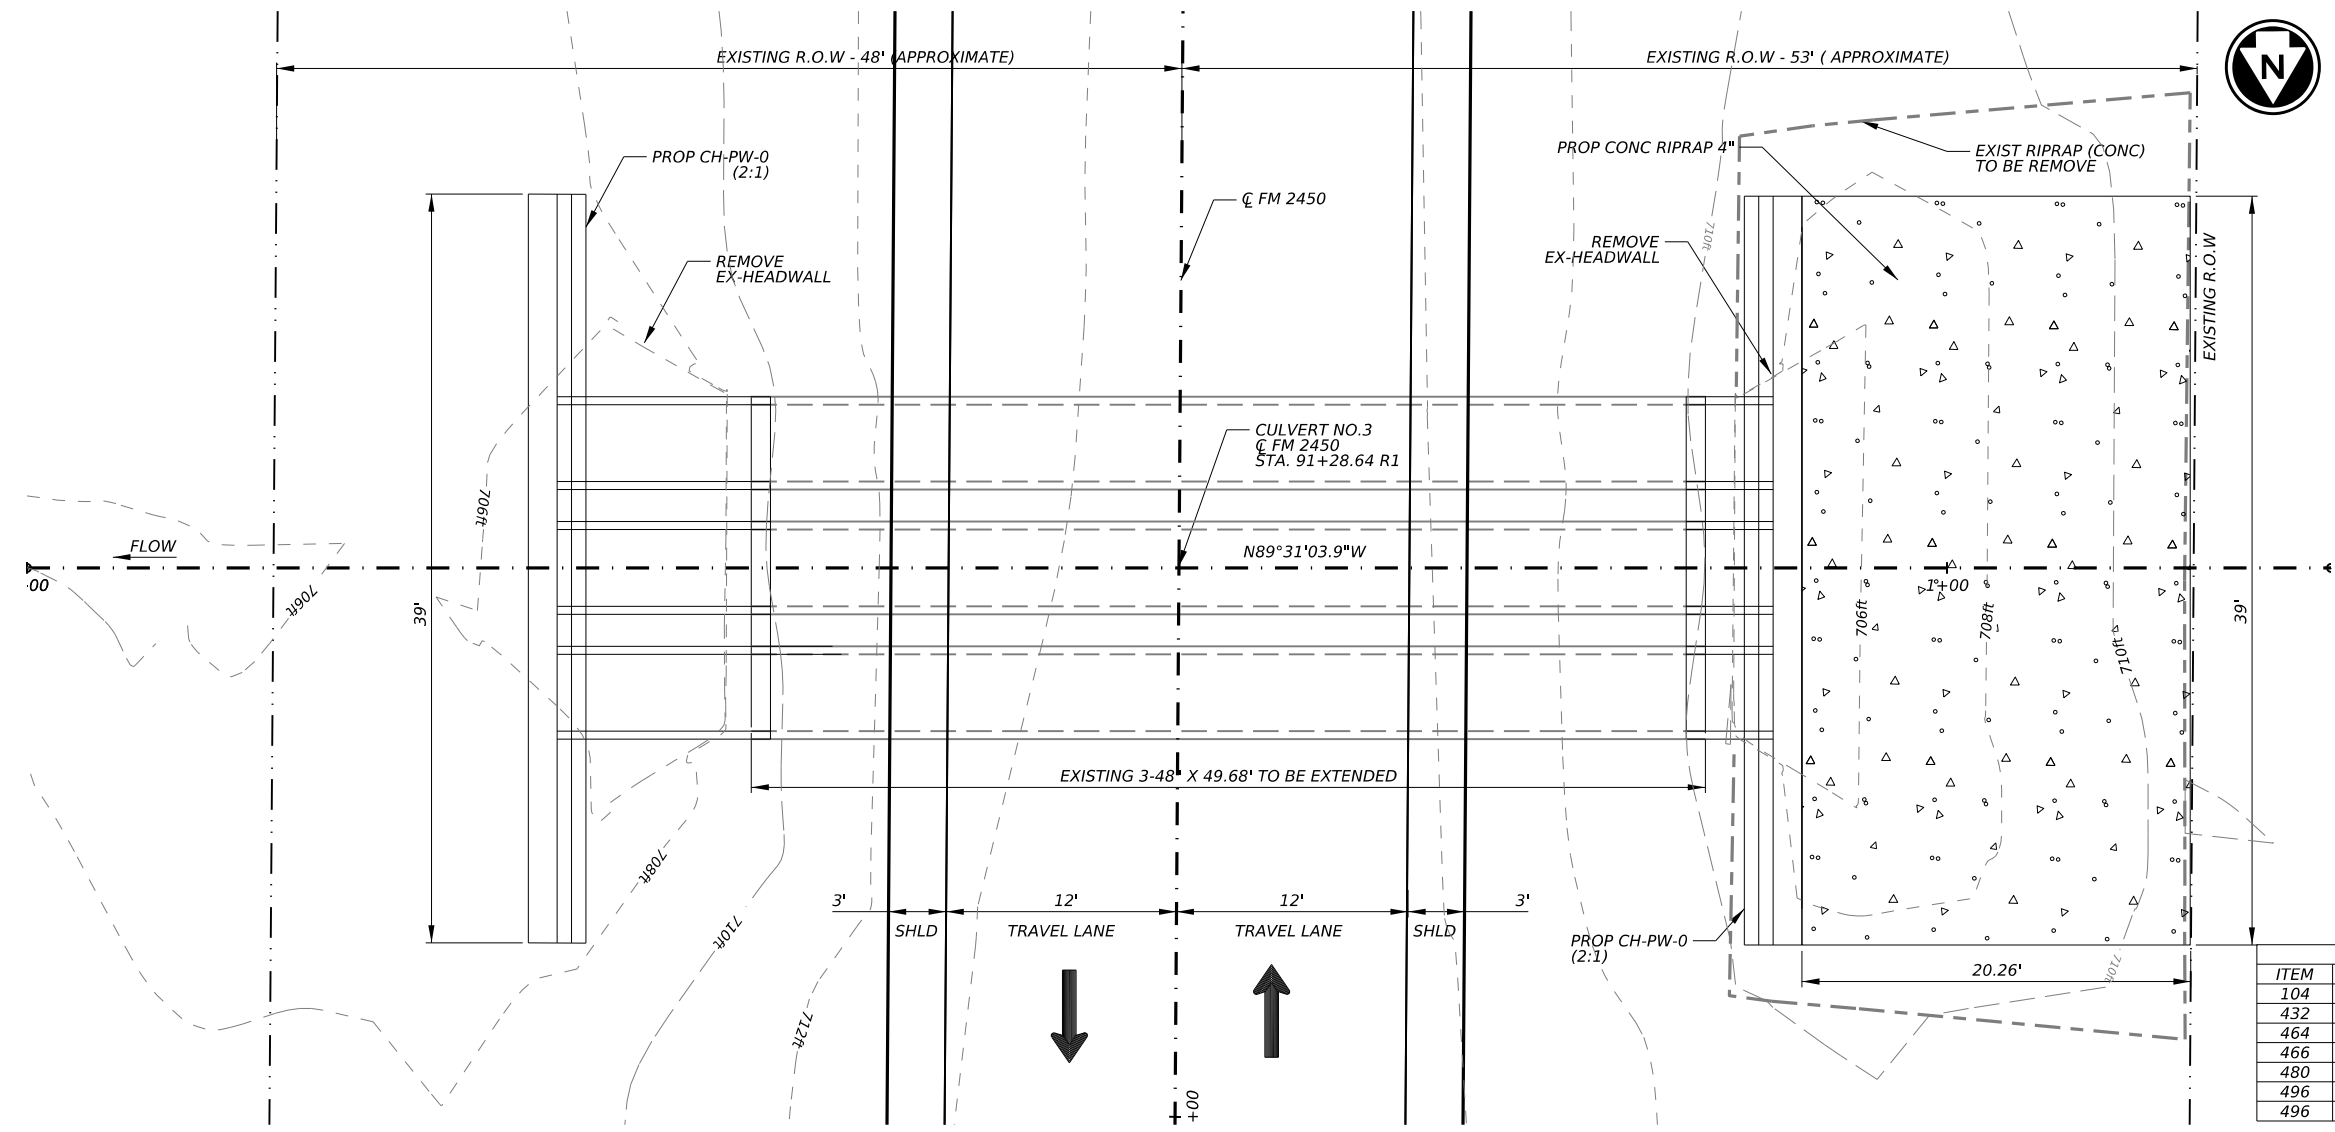 EXISTING R.O.W - 48' (APPROXIMATE)
EXISTING R.O.W - 53' ( APPROXIMATE)
N
PROP CH-PW-0
(2:1)
REMOVE
EX-HEADWALL
℄ FM 2450
PROP CONC RIPRAP 4"
EXIST RIPRAP (CONC)
TO BE REMOVE
REMOVE
EX-HEADWALL
710ft
EXISTING R.O.W
CULVERT NO.3
℄ FM 2450
STA. 91+28.64 R1
N89°31'03.9"W
706ft
FLOW
00
706ft
39'
1+00
706ft
708ft
710ft
39'
EXISTING 3-48" X 49.68' TO BE EXTENDED
708ft
710ft
712ft
3'
12'
12'
3'
SHLD
TRAVEL LANE
TRAVEL LANE
SHLD
PROP CH-PW-0
(2:1)
20.26'
710ft
+00
ITEM
104
432
464
466
480
496
496